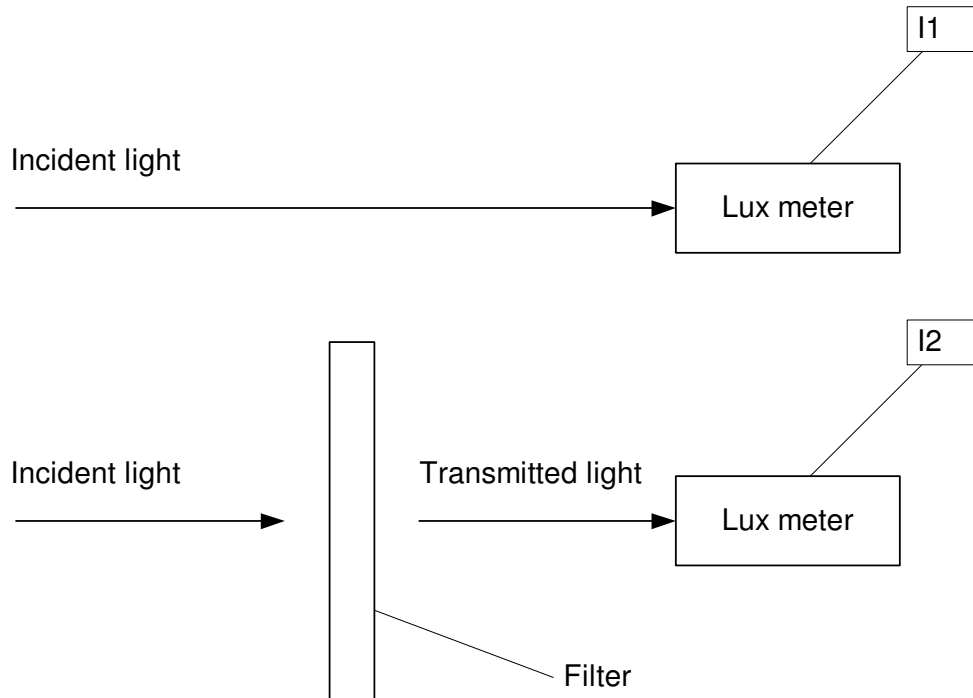 I1
Incident light
Lux meter
I2
Incident light
Transmitted light
Lux meter
Filter